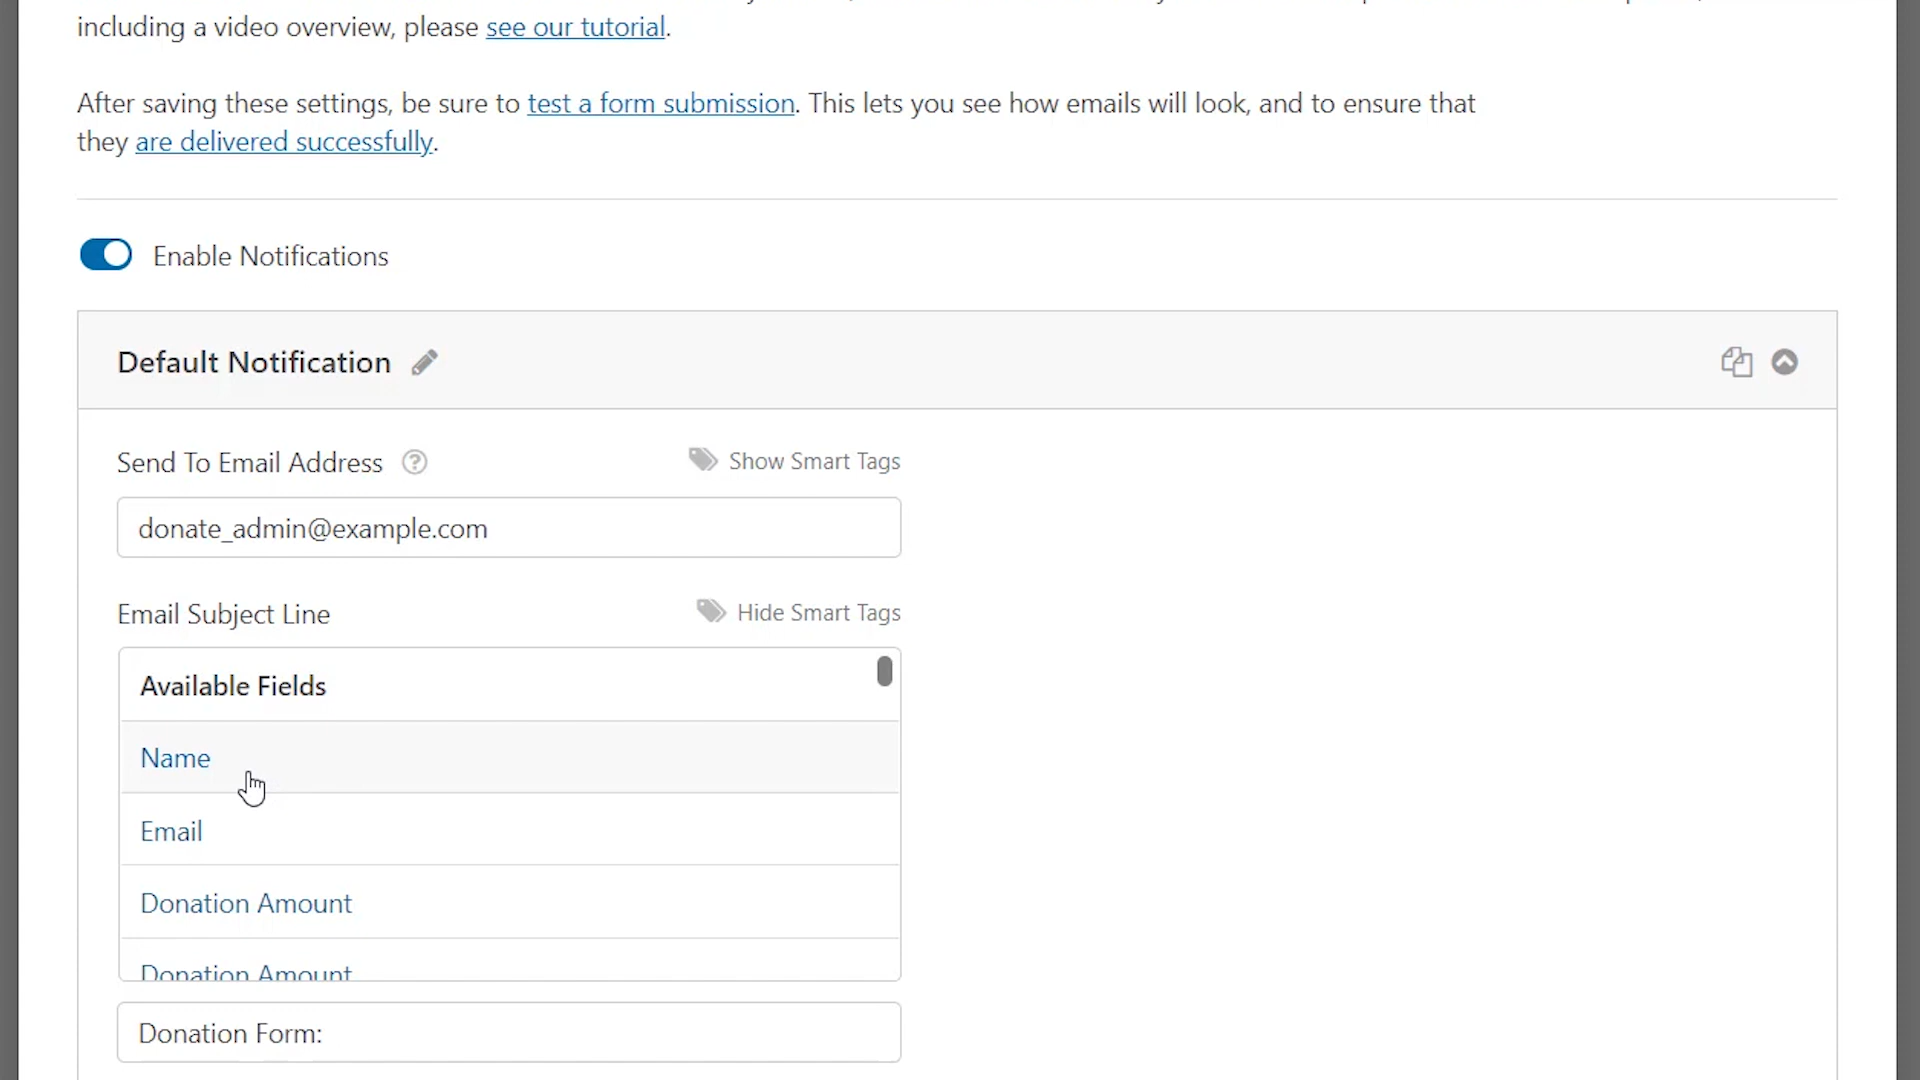 including a video overview, please see our tutorial.
After saving these settings, be sure to test a form submission. This lets you see how emails will look, and to ensure that
they are delivered successfully.
Enable Notifications
Default Notification
Send To Email Address
Show Smart Tags
donate_admin@example.com
Email Subject Line
Hide Smart Tags
Available Fields
Name
Email
Donation Amount
Donation Amount
Donation Form: